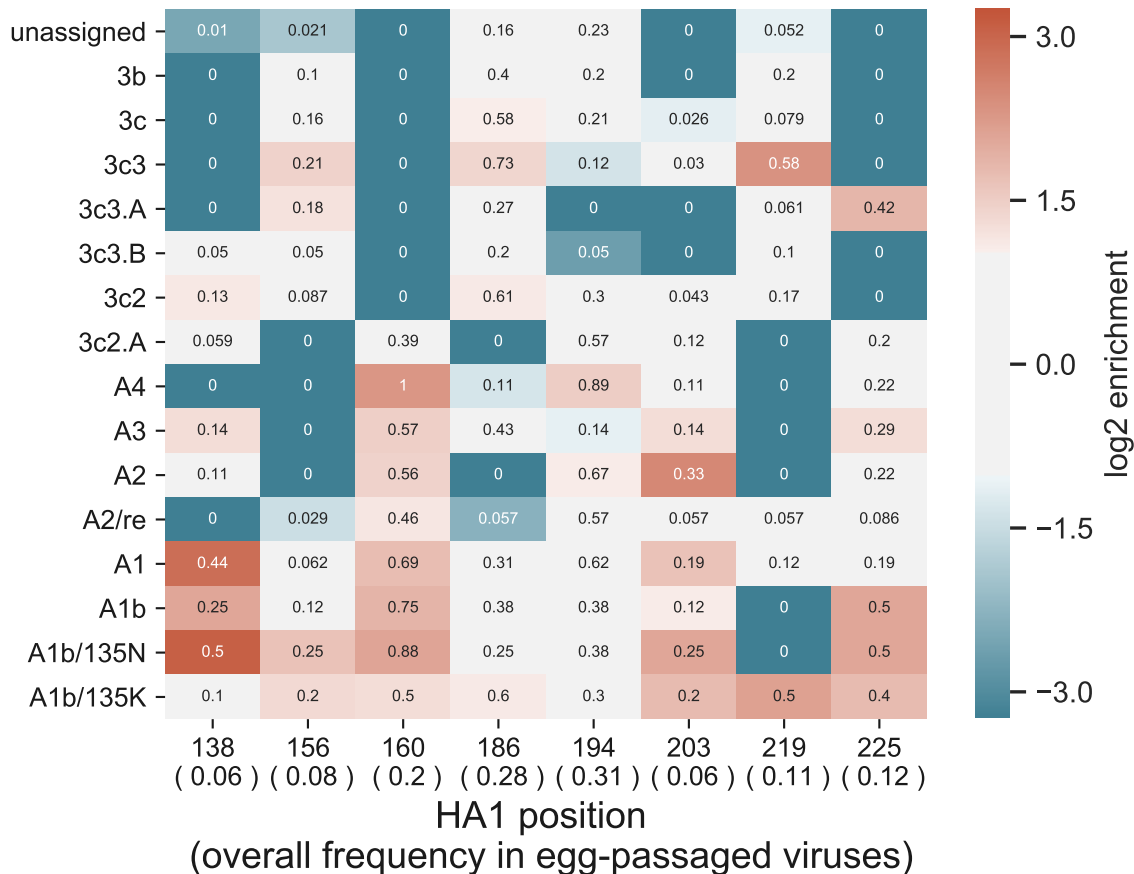 unassigned 0.01 0.021 0 0.16 0.23 0 0.052 0
3b 0 0.1 0 0.4 0.2 0 0.2 0
3c 0 0.16 0 0.58 0.21 0.026 0.079 0
3c3 0 0.21 0 0.73 0.12 0.03 0.58 0
3c3.A 0 0.18 0 0.27 0 0 0.061 0.42
3c3.B 0.05 0.05 0 0.2 0.05 0 0.1 0
3c2 0.13 0.087 0 0.61 0.3 0.043 0.17 0
3c2.A 0.059 0 0.39 0 0.57 0.12 0 0.2
A4 0 0 1 0.11 0.89 0.11 0 0.22
A3 0.14 0 0.57 0.43 0.14 0.14 0 0.29
A2 0.11 0 0.56 0 0.67 0.33 0 0.22
A2/re 0 0.029 0.46 0.057 0.57 0.057 0.057 0.086
A1 0.44 0.062 0.69 0.31 0.62 0.19 0.12 0.19
A1b 0.25 0.12 0.75 0.38 0.38 0.12 0 0.5
A1b/135N 0.5 0.25 0.88 0.25 0.38 0.25 0 0.5
A1b/135K 0.1 0.2 0.5 0.6 0.3 0.2 0.5 0.4
138 156 160 186 194 203 219 225
( 0.06 ) ( 0.08 ) ( 0.2 ) ( 0.28 ) ( 0.31 ) ( 0.06 ) ( 0.11 ) ( 0.12 )
HA1 position
(overall frequency in egg-passaged viruses)
3.0
1.5
0.0
−1.5
−3.0
log2 enrichment